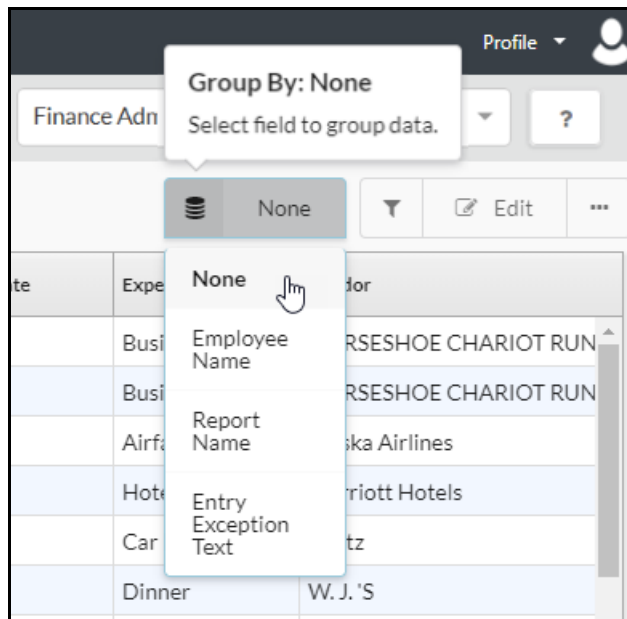 Profile
Group By: None
Select field to group data.
Finance Adn
?
None
Edit
te
Expe
dor
None
Employee
Name
Report
Name
Entry
Exception
Text
Busi
RSESHOE CHARIOT RUN
Busi
RSESHOE CHARIOT RUN
Airfa
ska Airlines
Hote
rriott Hotels
Car
tz
Dinner
W. J. 'S